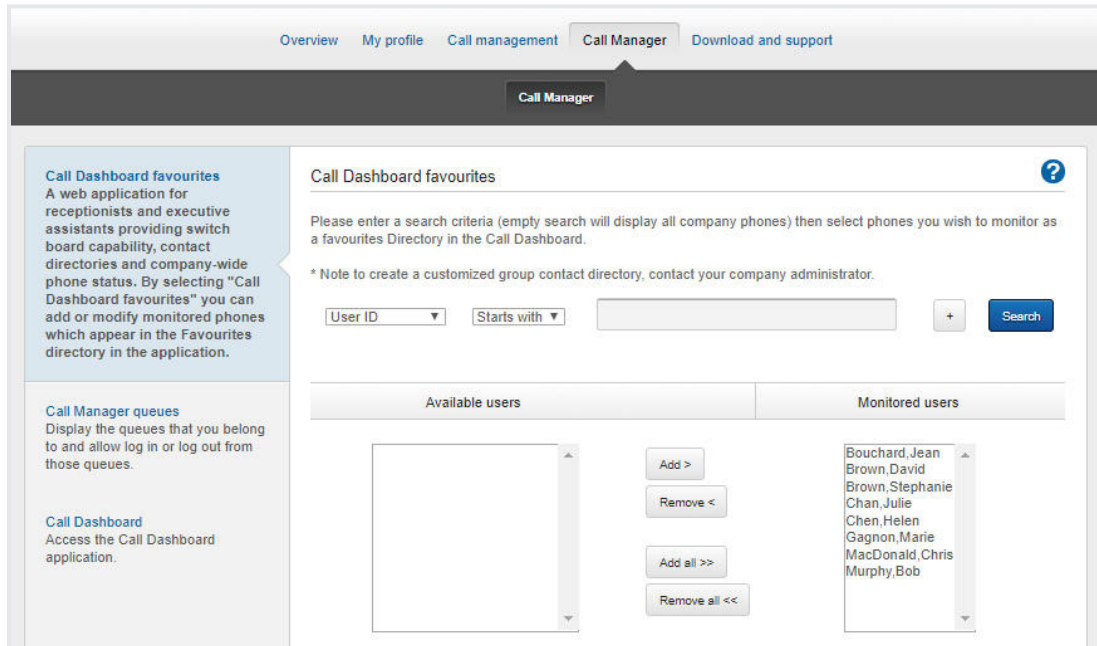 Overview My profile Call management Call Manager Download and support
Call Manager
Call Dashboard favourites
A web application for
receptionists and executive
assistants providing switch
board capability, contact
directories and company-wide
phone status. By selecting "Call
Dashboard favourites" you can
add or modify monitored phones
which appear in the Favourites
directory in the application.
Call Manager queues
Display the queues that you belong
to and allow log in or log out from
those queues.
Call Dashboard
Access the Call Dashboard
application.
Call Dashboard favourites ?
Please enter a search criteria (empty search will display all company phones) then select phones you wish to monitor as
a favourites Directory in the Call Dashboard.
* Note to create a customized group contact directory, contact your company administrator.
User ID Starts with + Search
Available users Monitored users
Add >
Remove <
Add all >>
Remove all <<
Bouchard,Jean
Brown,David
Brown,Stephanie
Chan,Julie
Chen,Helen
Gagnon,Marie
MacDonald,Chris
Murphy,Bob